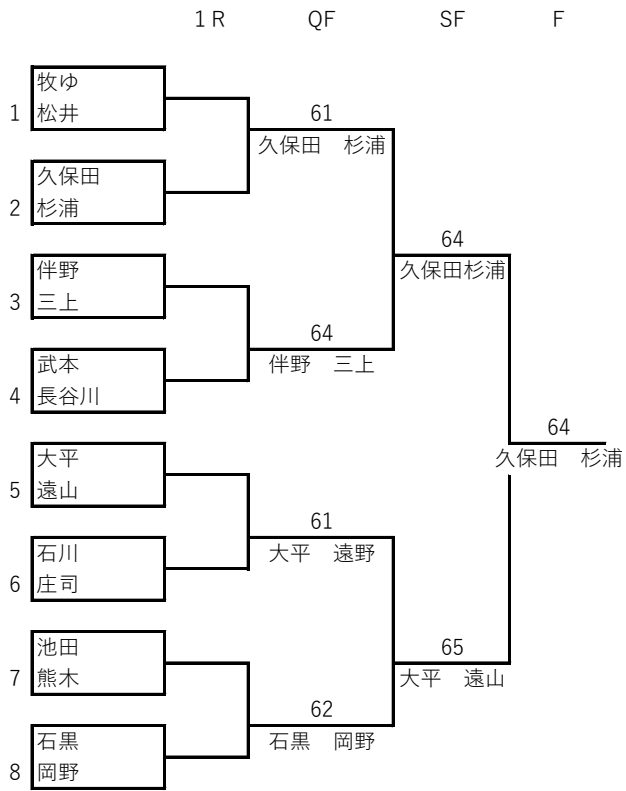 1 R QF SF F
牧ゆ
1 松井
61
久保田 杉浦
久保田
2 杉浦
64
久保田杉浦
伴野
3 三上
64
伴野 三上
武本
4 長谷川
64
久保田 杉浦
大平
5 遠山
61
大平 遠野
石川
6 庄司
65
大平 遠山
池田
7 熊木
62
石黒 岡野
石黒
8 岡野